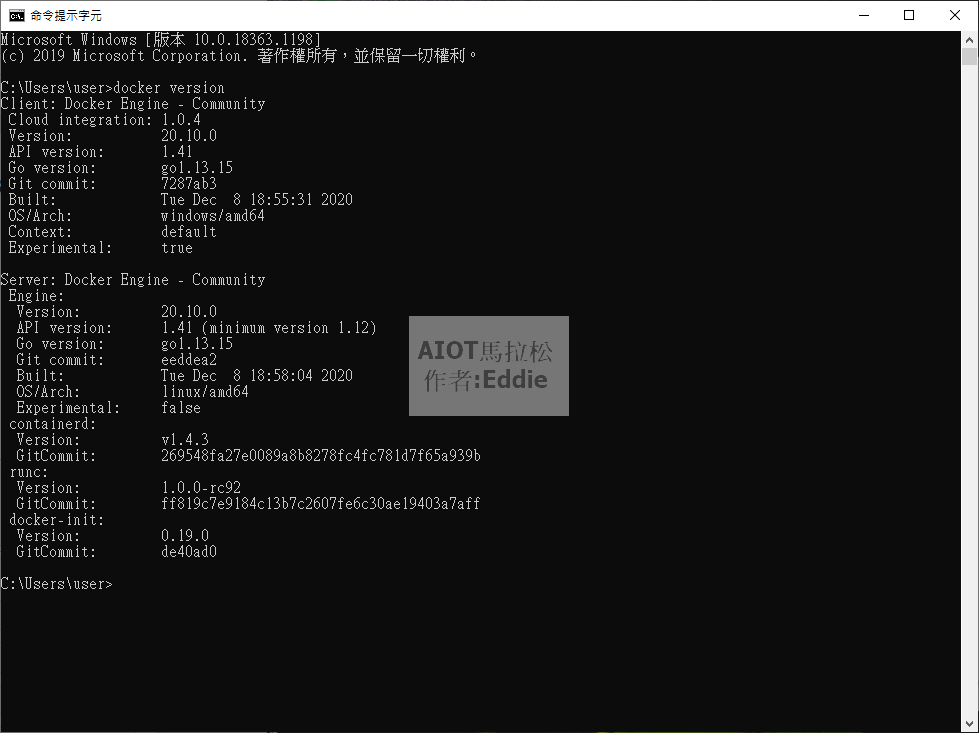 命令提示字元
Microsoft Windows [版本 10.0.18363.1198]
(c) 2019 Microsoft Corporation. 著作權所有，並保留一切權利。
C:\Users\user>docker version
Client: Docker Engine - Community
Cloud integration: 1.0.4
Version: 20.10.0
API version: 1.41
Go version: go1.13.15
Git commit: 7287ab3
Built: Tue Dec  8 18:55:31 2020
OS/Arch: windows/amd64
Context: default
Experimental: true
Server: Docker Engine - Community
Engine:
Version: 20.10.0
API version: 1.41 (minimum version 1.12)
Go version: go1.13.15
Git commit: eeddea2
Built: Tue Dec  8 18:58:04 2020
OS/Arch: linux/amd64
Experimental: false
containerd:
Version: v1.4.3
GitCommit: 269548fa27e0089a8b8278fc4fc781d7f65a939b
runc:
Version: 1.0.0-rc92
GitCommit: ff819c7e9184c13b7c2607fe6c30ae19403a7aff
docker-init:
Version: 0.19.0
GitCommit: de40ad0
C:\Users\user>
AIOT馬拉松
作者:Eddie